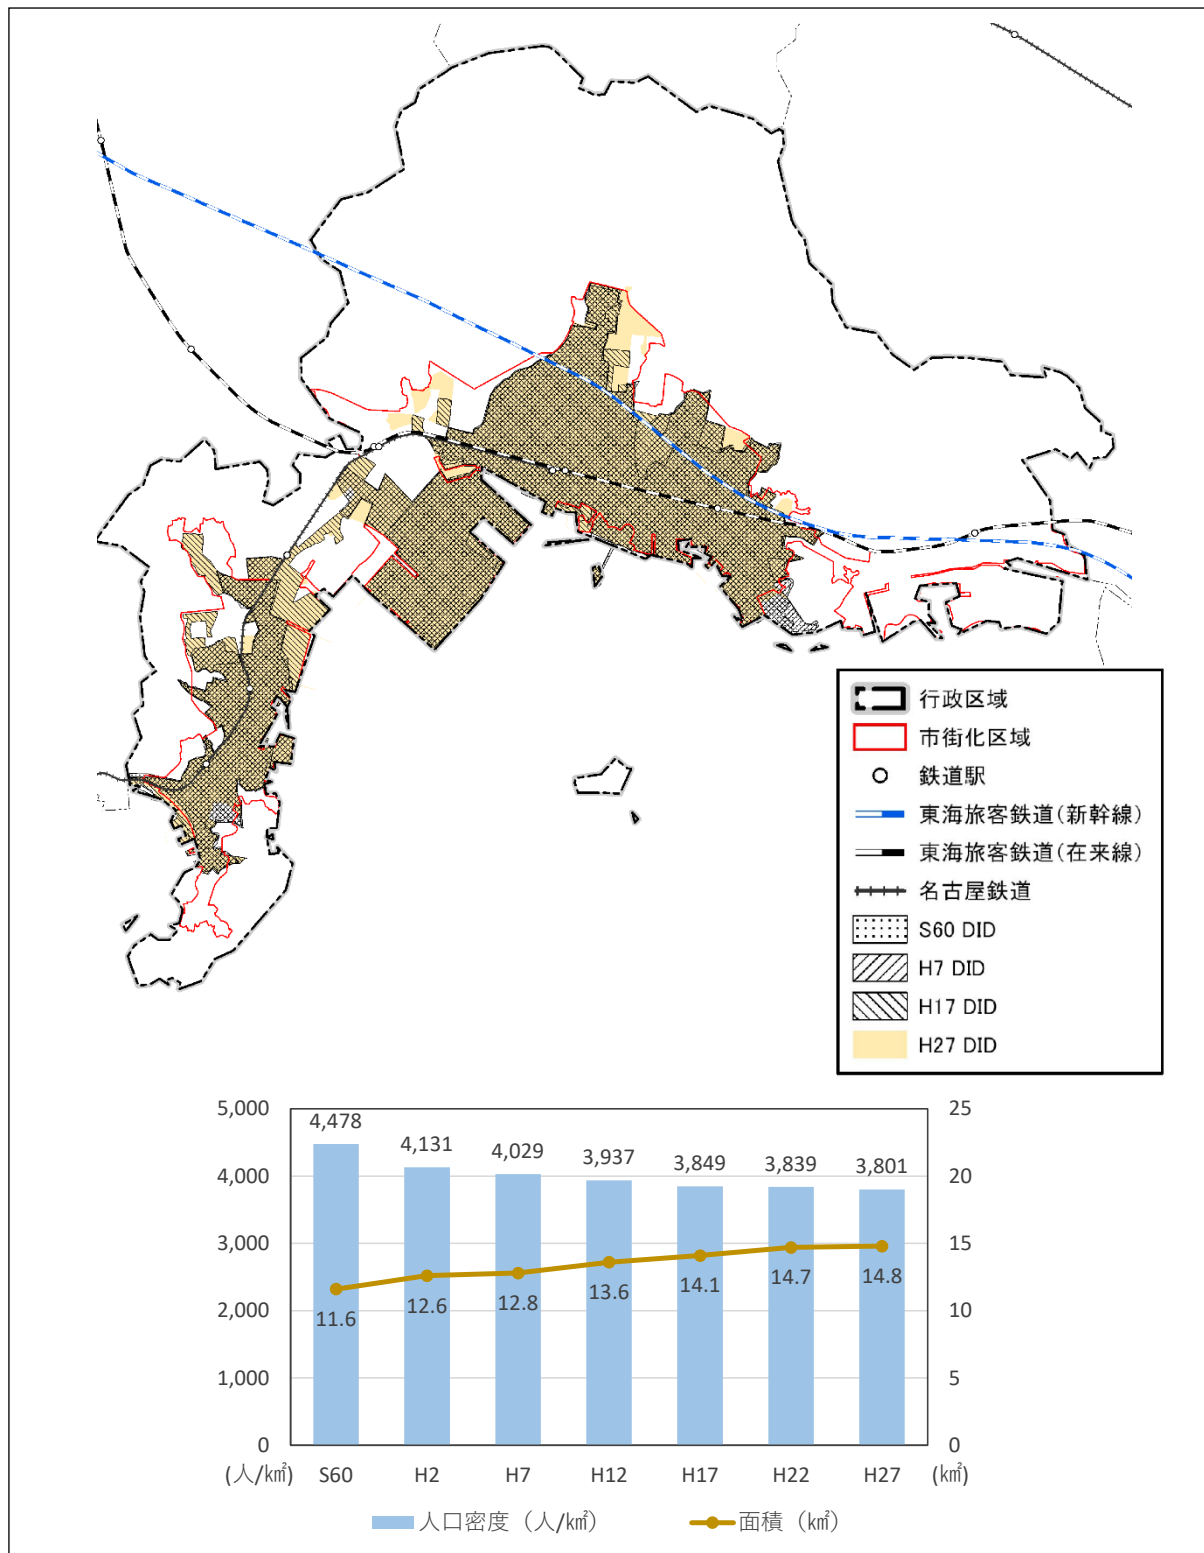 行政区域
市街化区域
鉄道駅
東海旅客鉄道(新幹線)
東海旅客鉄道(在来線)
名古屋鉄道
S60 DID
H7 DID
H17 DID
H27 DID
5,000 4,000 3,000 2,000 1,000 0
(人/㎢)
4,478 4,131 4,029 3,937 3,849 3,839 3,801
11.6 12.6 12.8 13.6 14.1 14.7 14.8
25 20 15 10 5 0
(㎢)
S60 H2 H7 H12 H17 H22 H27
人口密度（人/㎢） 面積（㎢）